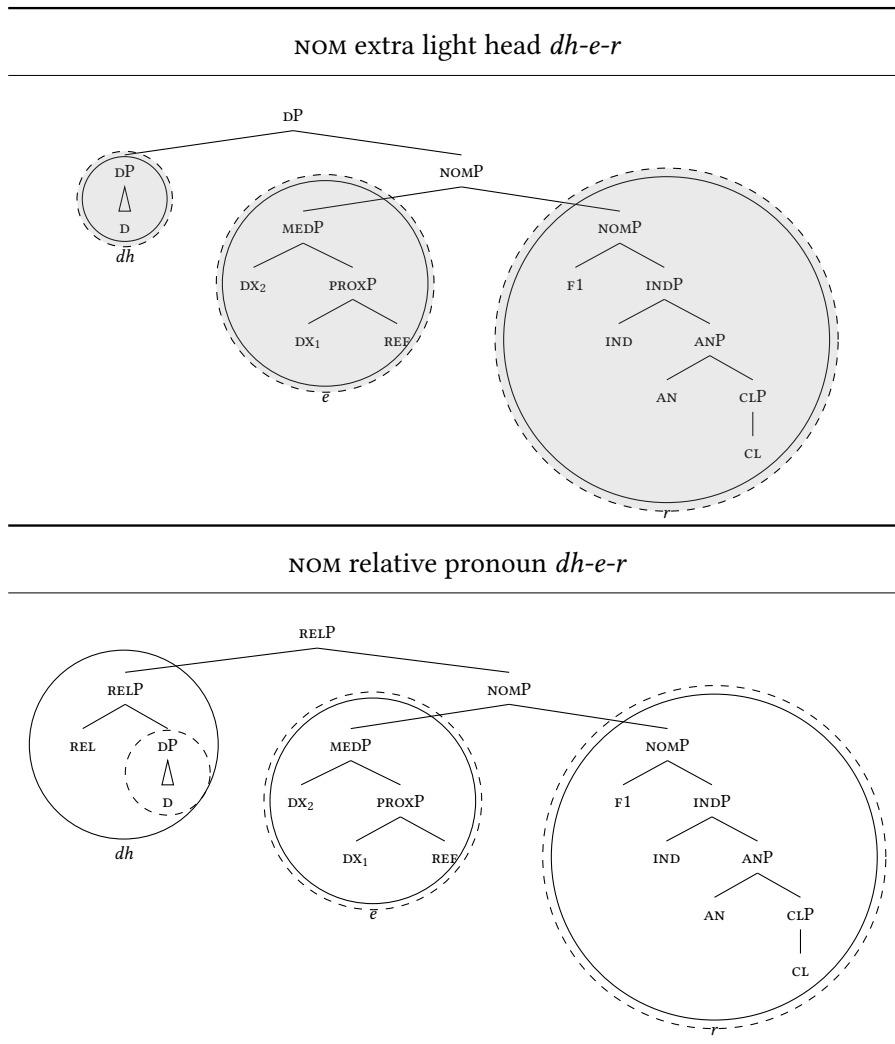 NOM extra light head dh-e-r
DP
DP NOMP
D MEDP NOMP
dh DX2 PROXP F1 INDP
DX1 REF IND ANP
e AN CLP
CL
r
NOM relative pronoun dh-e-r
RELP
RELP NOMP
REL DP MEDP NOMP
D DX2 PROXP F1 INDP
dh DX1 REF IND ANP
e AN CLP
CL
r